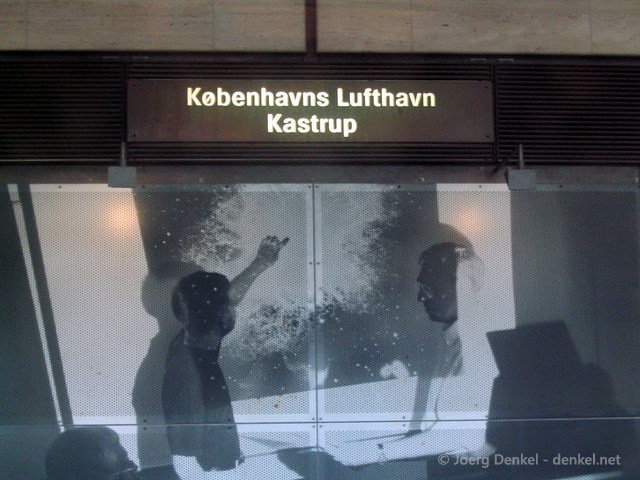 Københavns Lufthavn
Kastrup
© Joerg Denkel - denkel.net